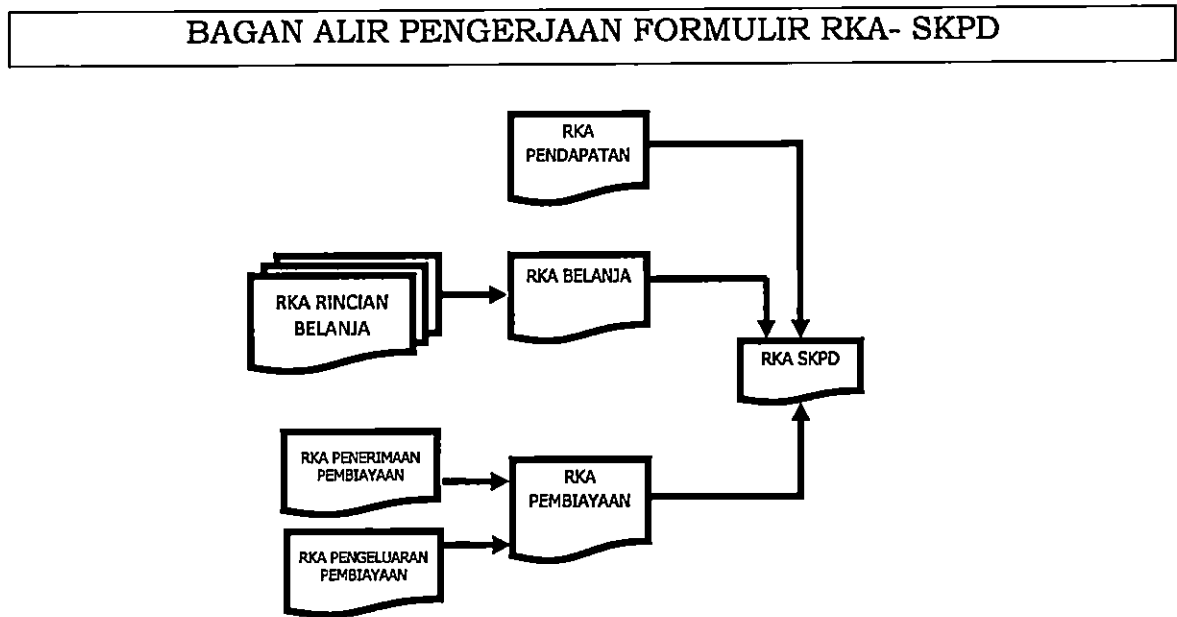 BAGAN ALIR PENGERJAAN FORMULIR RKA- SKPD
RKA
PENDAPATAN
RKA RINCIAN
BELANJA
RKA BELANJA
RKA SKPD
RKA PENERIMAAN
PEMBIAYAAN
RKA
PEMBIAYAAN
RKA PENGELUARAN
PEMBIAYAAN